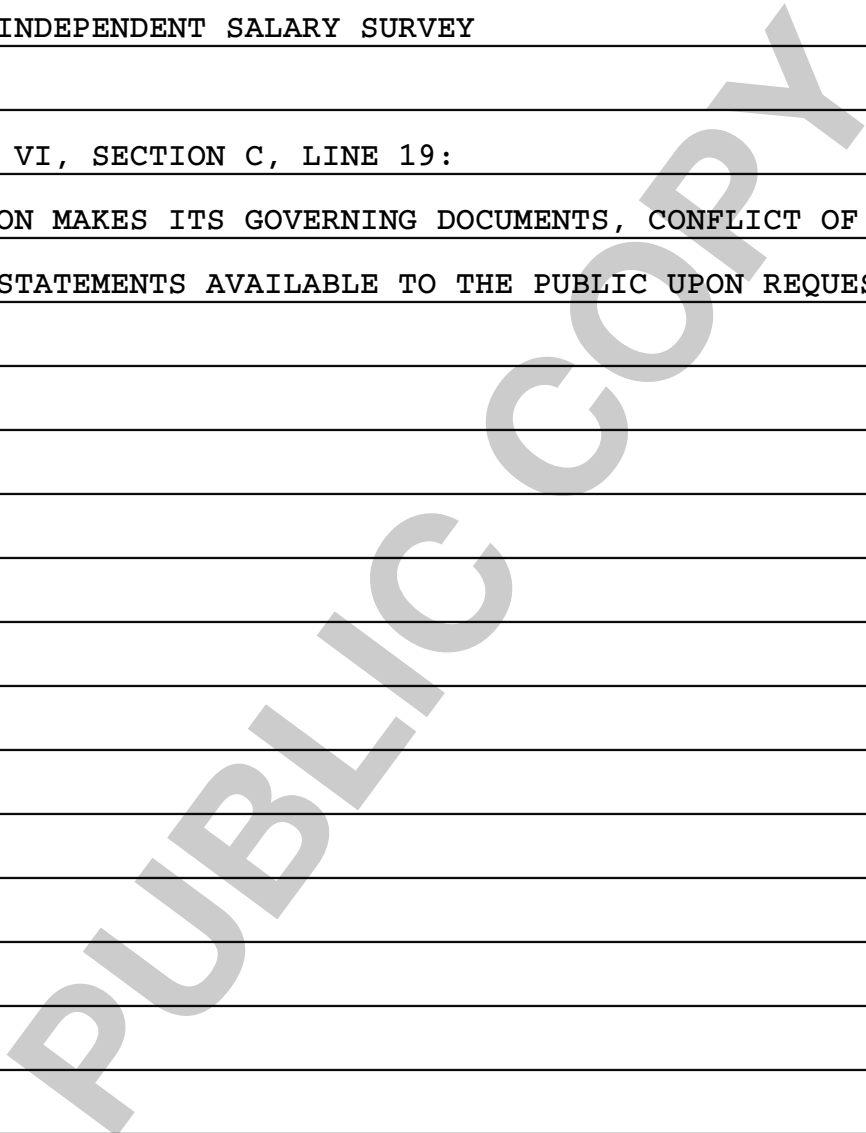 INDEPENDENT SALARY SURVEY
VI, SECTION C, LINE 19:
ON MAKES ITS GOVERNING DOCUMENTS, CONFLICT OF
STATEMENTS AVAILABLE TO THE PUBLIC UPON REQUES
PUBLIC COPY